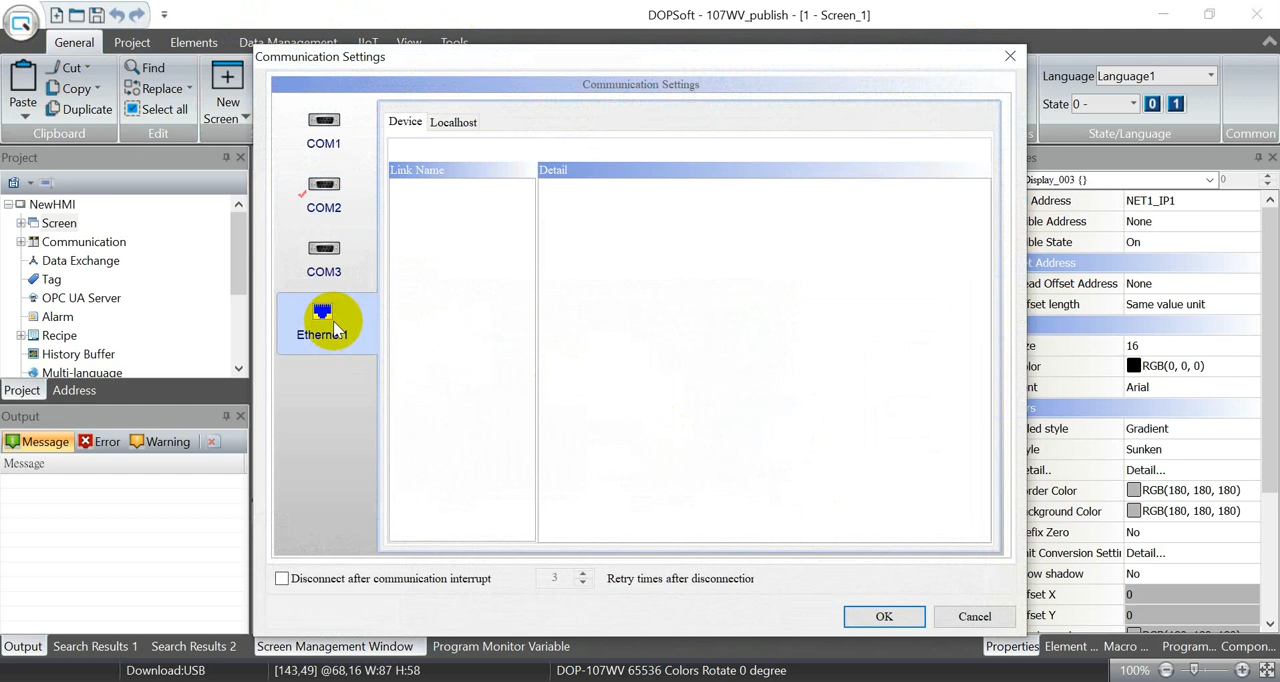 DOPSoft - 107WV_publish - [1 - Screen_1]
General Project Elements Data Management IIoT View Tools
Communication Settings
Paste
Cut
Copy
Duplicate
Clipboard
Find
Replace
Select all
Edit
New
Screen
Language Language1
State 0 - 0 1
State/Language
Common
Communication Settings
COM1
COM2
COM3
Ethernet1
Device Localhost
Link Name Detail
Disconnect after communication interrupt 3 Retry times after disconnection
OK Cancel
Project
NewHMI
Screen
Communication
Data Exchange
Tag
OPC UA Server
Alarm
Recipe
History Buffer
Multi-language
Project Address
Output
Message Error Warning
Message
Output Search Results 1 Search Results 2 Screen Management Window Program Monitor Variable
Display_003 {} 0
Address NET1_IP1
ble Address None
ble State On
et Address
ead Offset Address None
fset length Same value unit
ze 16
lor RGB(0, 0, 0)
nt Arial
rs
led style Gradient
yle Sunken
etail.. Detail...
rder Color RGB(180, 180, 180)
ckground Color RGB(180, 180, 180)
efix Zero No
nit Conversion Settin Detail...
ow shadow No
fset X 0
fset Y 0
Properties Element ... Macro ... Program... Compon...
Download:USB [143,49] @68,16 W:87 H:58 DOP-107WV 65536 Colors Rotate 0 degree 100%